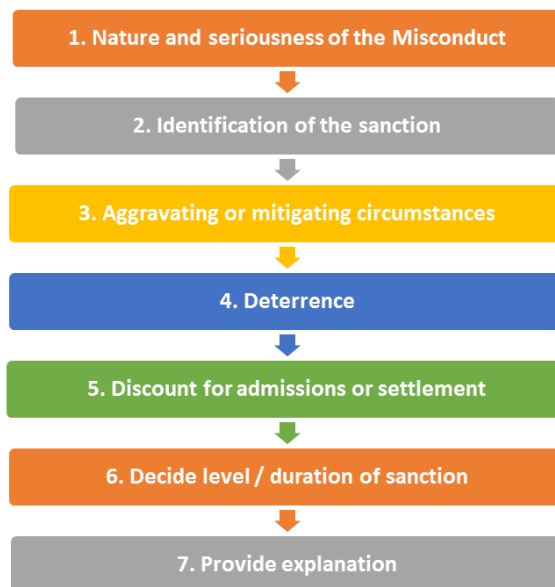 1. Nature and seriousness of the Misconduct
2. Identification of the sanction
3. Aggravating or mitigating circumstances
4. Deterrence
5. Discount for admissions or settlement
6. Decide level / duration of sanction
7. Provide explanation